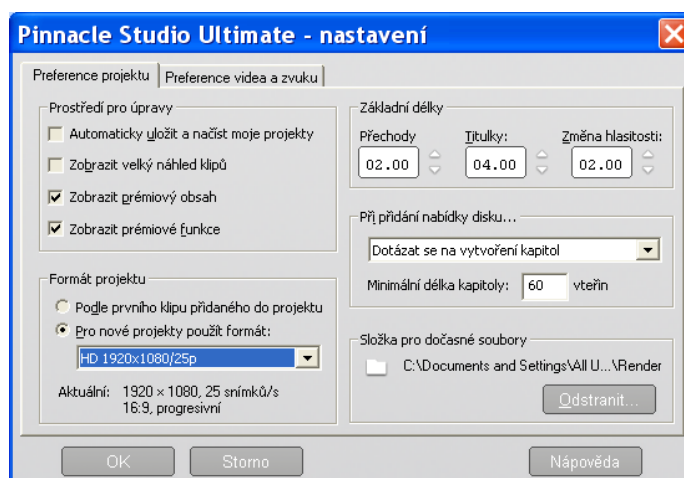 Pinnacle Studio Ultimate - nastavení
Preference projektu
Preference videa a zvuku
Prostředí pro úpravy
Automaticky uložit a načíst moje projekty
Zobrazit velký náhled klipů
Zobrazit prémiový obsah
Zobrazit prémiové funkce
Formát projektu
Podle prvního klipu přidaného do projektu
Pro nové projekty použít formát:
HD 1920x1080/25p
Aktuální: 1920 × 1080, 25 snímků/s
16:9, progresivní
Základní délky
Přechody Titulky: Změna hlasitosti:
02.00 04.00 02.00
Při přidání nabídky disku...
Dotázat se na vytvoření kapitol
Minimální délka kapitoly: 60 vteřin
Složka pro dočasné soubory
C:\Documents and Settings\All U...\Render
Odstranit...
OK Storno Nápověda